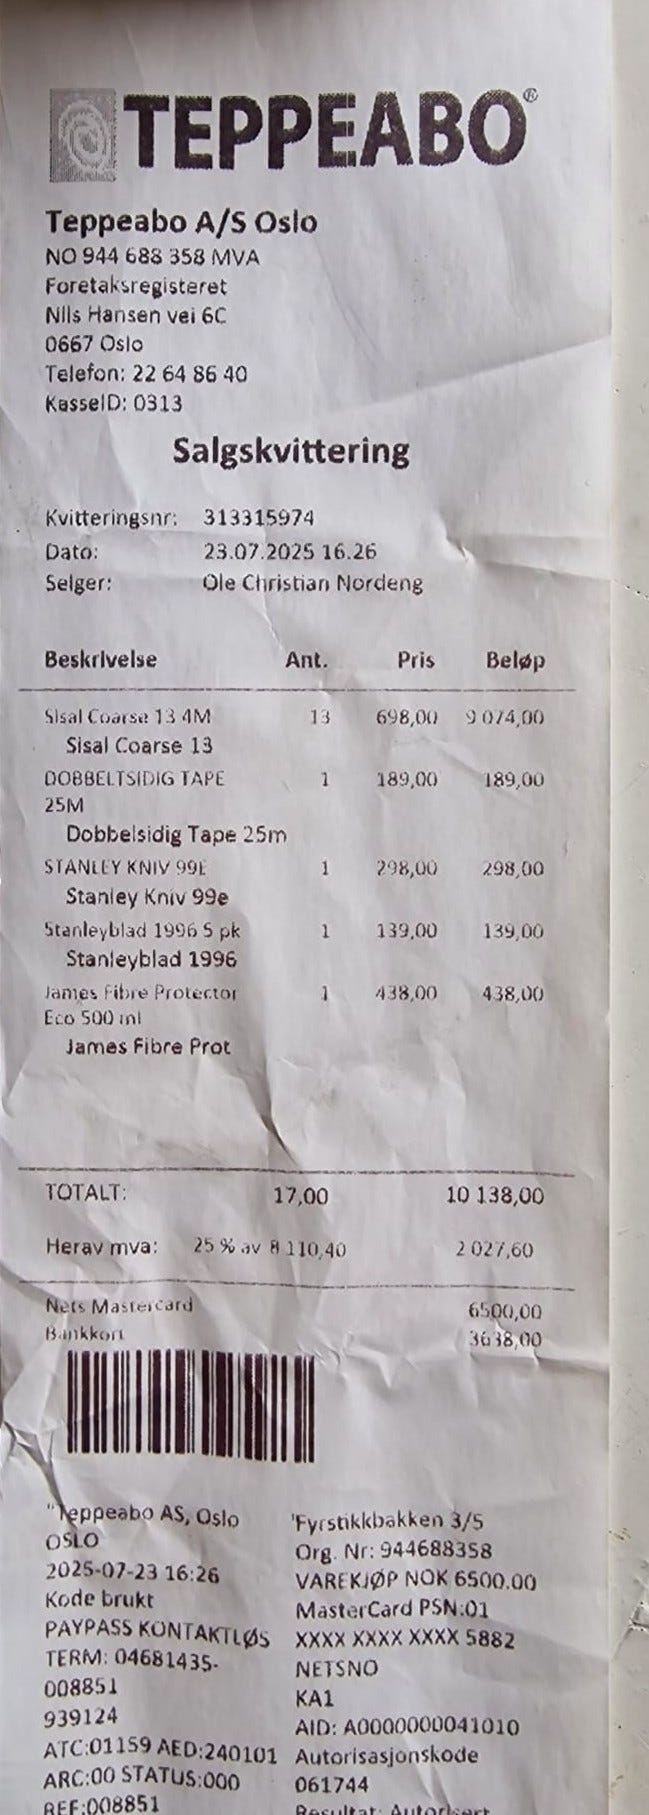 TEPPEABO®
Teppeabo A/S Oslo
NO 944 688 358 MVA
Foretaksregisteret
Nils Hansen vei 6C
0667 Oslo
Telefon: 22 64 86 40
KasseID: 0313
Salgskvittering
Kvitteringsnr: 313315974
Dato: 23.07.2025 16.26
Selger: Ole Christian Nordeng
Beskrivelse Ant. Pris Beløp
Sisal Coarse 13 4M 13 698,00 9 074,00
Sisal Coarse 13
DOBBELTSIDIG TAPE 1 189,00 189,00
25M
Dobbelsidig Tape 25m
STANLEY KNIV 99E 1 298,00 298,00
Stanley Kniv 99e
Stanleyblad 1996 5 pk 1 139,00 139,00
Stanleyblad 1996
James Fibre Protector 1 438,00 438,00
Eco 500 ml
James Fibre Prot
TOTALT: 17,00 10 138,00
Herav mva: 25 % av 8 110,40 2 027,60
Nets Mastercard 6500,00
Bankkort 3638,00
"Teppeabo AS, Oslo
OSLO
2025-07-23 16:26
Kode brukt
PAYPASS KONTAKTLØS
TERM: 04681435-
008851
939124
ATC:01159 AED:240101
ARC:00 STATUS:000
REF:008851
'Fyrstikkbakken 3/5
Org. Nr: 944688358
VAREKJØP NOK 6500.00
MasterCard PSN:01
XXXX XXXX XXXX 5882
NETSNO
KA1
AID: A0000000041010
Autorisasjonskode
061744
Resultat: Autorisert